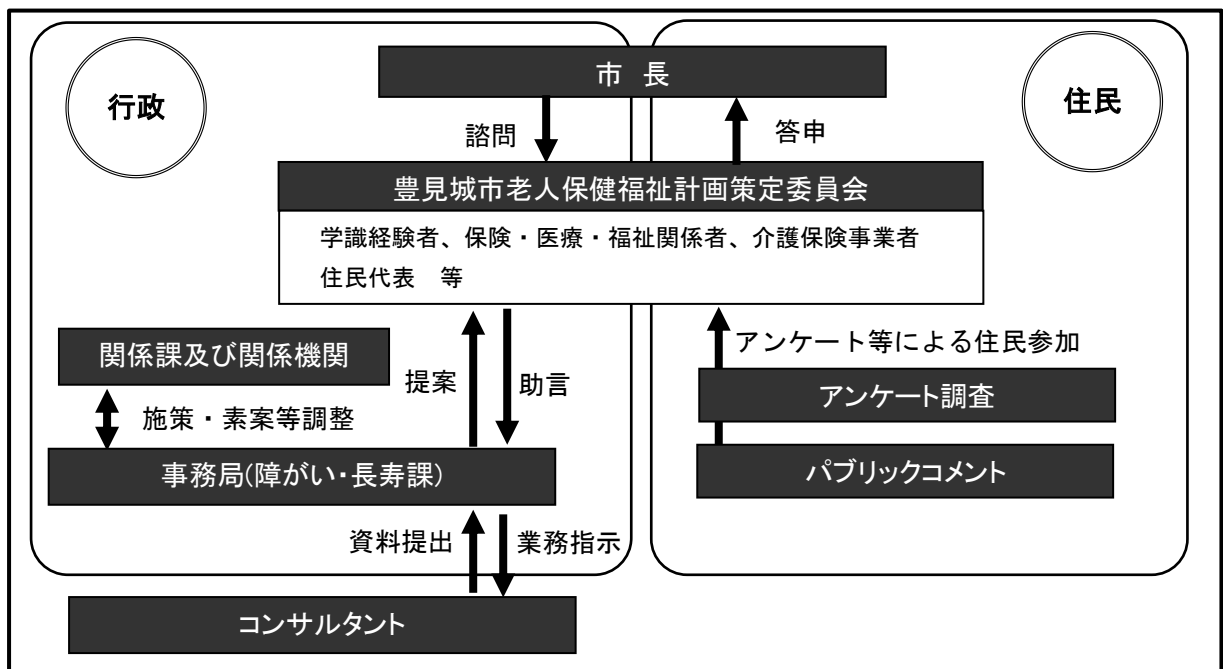 市 長
行政
住民
諮問
答申
豊見城市老人保健福祉計画策定委員会
学識経験者、保険・医療・福祉関係者、介護保険事業者
住民代表　等
関係課及び関係機関
提案
助言
アンケート等による住民参加
アンケート調査
施策・素案等調整
事務局(障がい・長寿課)
パブリックコメント
資料提出
業務指示
コンサルタント